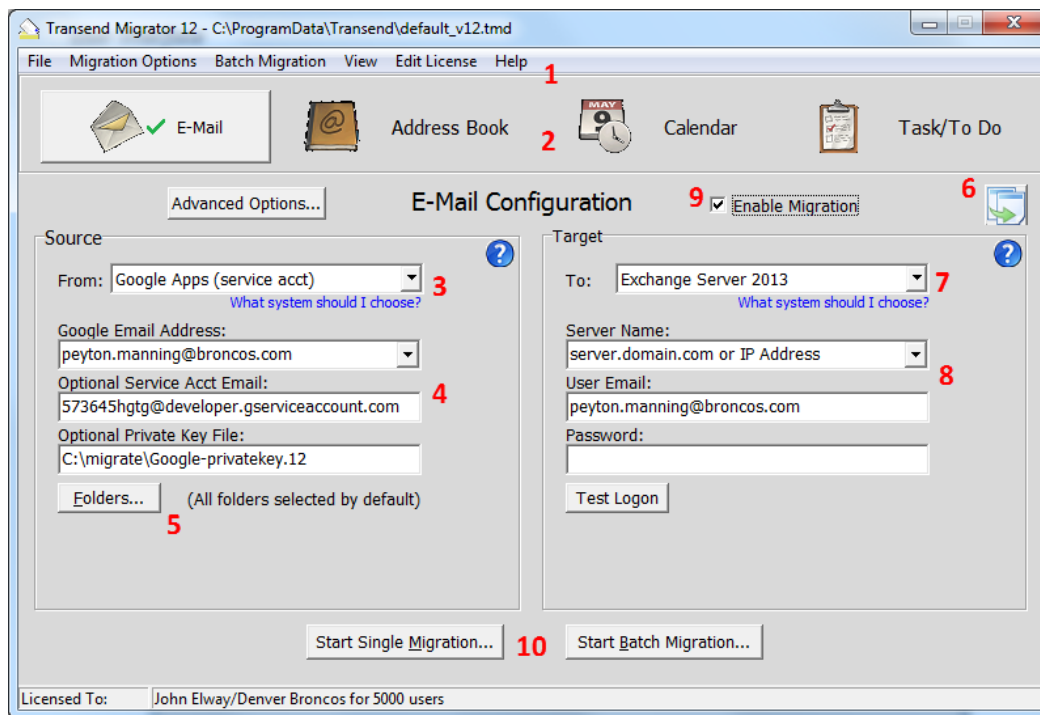 Transend Migrator 12 - C:\ProgramData\Transend\default_v12.tmd
File Migration Options Batch Migration View Edit License Help
1
E-Mail Address Book 2 MAY 9 Calendar Task/To Do
Advanced Options... E-Mail Configuration 9 Enable Migration 6
Source
From: Google Apps (service acct) 3
What system should I choose?
Google Email Address:
peyton.manning@broncos.com
Optional Service Acct Email:
573645hgtg@developer.gserviceaccount.com 4
Optional Private Key File:
C:\migrate\Google-privatekey.12
Folders... (All folders selected by default)
5
Target
To: Exchange Server 2013 7
What system should I choose?
Server Name:
server.domain.com or IP Address
8
User Email:
peyton.manning@broncos.com
Password:
Test Logon
Start Single Migration... 10 Start Batch Migration...
Licensed To: John Elway/Denver Broncos for 5000 users